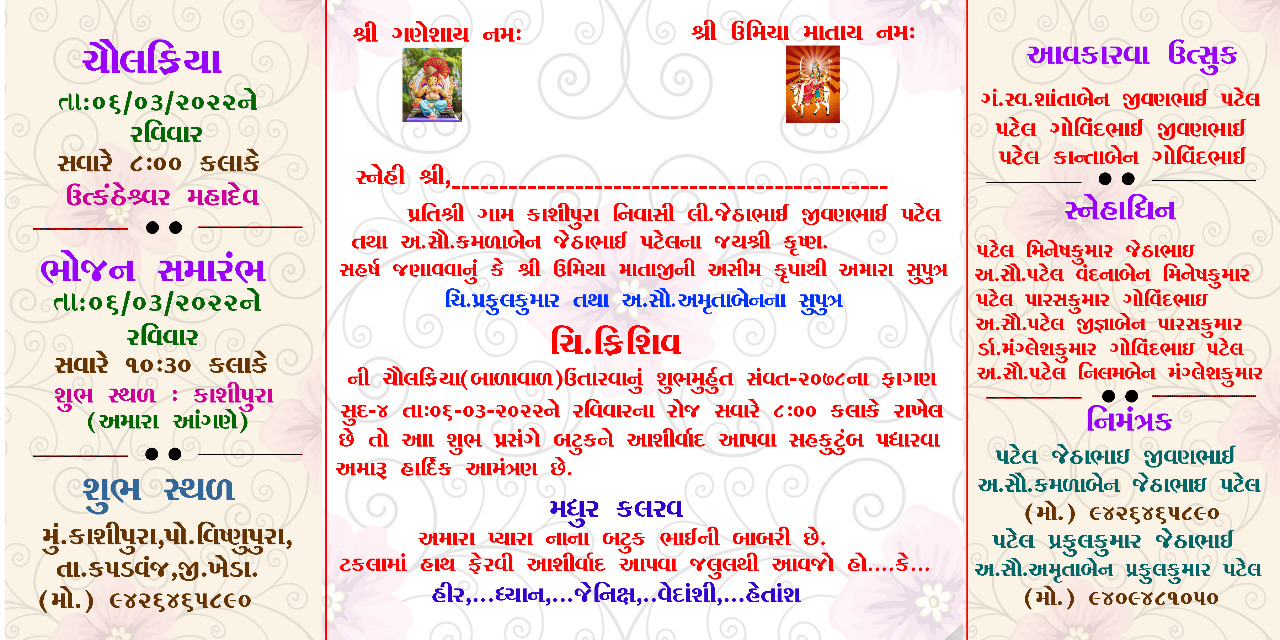 ચૌલક્રિયા
તા:૦૬/૦૩/૨૦૨૨ને
રવિવાર
સવારે ૮:૦૦ કલાકે
ઉત્કંઠેશ્વર મહાદેવ
ભોજન સમારંભ
તા:૦૬/૦૩/૨૦૨૨ને
રવિવાર
સવારે ૧૦:૩૦ કલાકે
શુભ સ્થળ : કાશીપુરા
(અમારા આંગણે)
શુભ સ્થળ
મું.કાશીપુરા,પો.વિષ્ણુપુરા,
તા.કપડવંજ,જી.ખેડા.
(મો.) ૯૪૨૬૪૬૫૮૯૦
શ્રી ગણેશાય નમઃ
શ્રી ઉમિયા માતાય નમઃ
સ્નેહી શ્રી,_______________________________________________
પ્રતિશ્રી ગામ કાશીપુરા નિવાસી લી.જેઠાભાઈ જીવણભાઈ પટેલ
તથા અ.સૌ.કમળાબેન જેઠાભાઈ પટેલના જયશ્રી કૃષ્ણ.
સહર્ષ જણાવવાનું કે શ્રી ઉમિયા માતાજીની અસીમ કૃપાથી અમારા સુપુત્ર
ચિ.પ્રફુલકુમાર તથા અ.સૌ.અમૃતાબેનના સુપુત્ર
ચિ.ક્રિશિવ
ની ચૌલક્રિયા(બાળાવાળ)ઉતારવાનું શુભમુર્હુત સંવત-૨૦૭૮ના ફાગણ
સુદ-૪ તા:૦૬-૦૩-૨૦૨૨ને રવિવારના રોજ સવારે ૮:૦૦ કલાકે રાખેલ
છે તો આા શુભ પ્રસંગે બટુકને આશીર્વાદ આપવા સહકુટુંબ પધારવા
અમારૂ હાર્દિક આમંત્રણ છે.
મધુર કલરવ
અમારા પ્યારા નાના બટુક ભાઈની બાબરી છે.
ટકલામાં હાથ ફેરવી આશીર્વાદ આપવા જલુલથી આવજો હો....કે...
હીર,...ધ્યાન,...જેનિક્ષ,..વેદાંશી,...હેતાંશ
આવકારવા ઉત્સુક
ગં.સ્વ.શાંતાબેન જીવણભાઈ પટેલ
પટેલ ગોવિંદભાઈ જીવણભાઈ
પટેલ કાન્તાબેન ગોવિંદભાઈ
સ્નેહાધિન
પટેલ મિનેષકુમાર જેઠાભાઇ
અ.સૌ.પટેલ વંદનાબેન મિનેષકુમાર
પટેલ પારસકુમાર ગોવિંદભાઇ
અ.સૌ.પટેલ જીજ્ઞાબેન પારસકુમાર
ર્ડા.મંગ્લેશકુમાર ગોવિંદભાઇ પટેલ
અ.સૌ.પટેલ નિલમબેન મંગ્લેશકુમાર
નિમંત્રક
પટેલ જેઠાભાઇ જીવણભાઈ
અ.સૌ.કમળાબેન જેઠાભાઇ પટેલ
(મો.) ૯૪૨૬૪૬૫૮૯૦
પટેલ પ્રફુલકુમાર જેઠાભાઈ
અ.સૌ.અમૃતાબેન પ્રફુલકુમાર પટેલ
(મો.) ૯૪૦૯૪૮૧૦૫૦